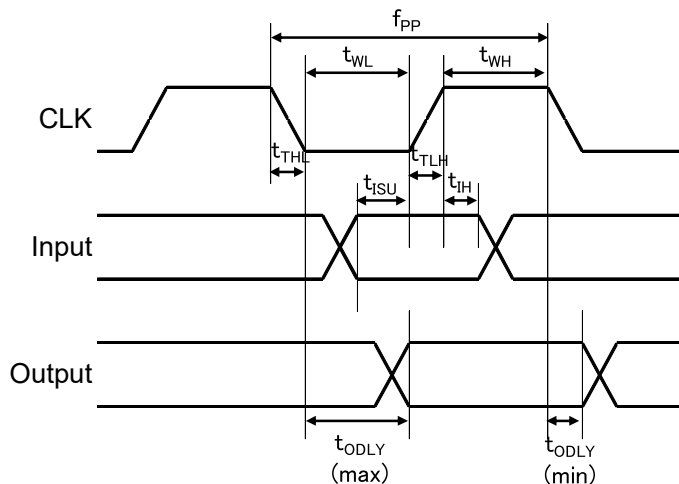 fPP
tWL tWH
CLK
tTHL tTLH
tISU tIH
Input
Output
tODLY tODLY
(max) (min)